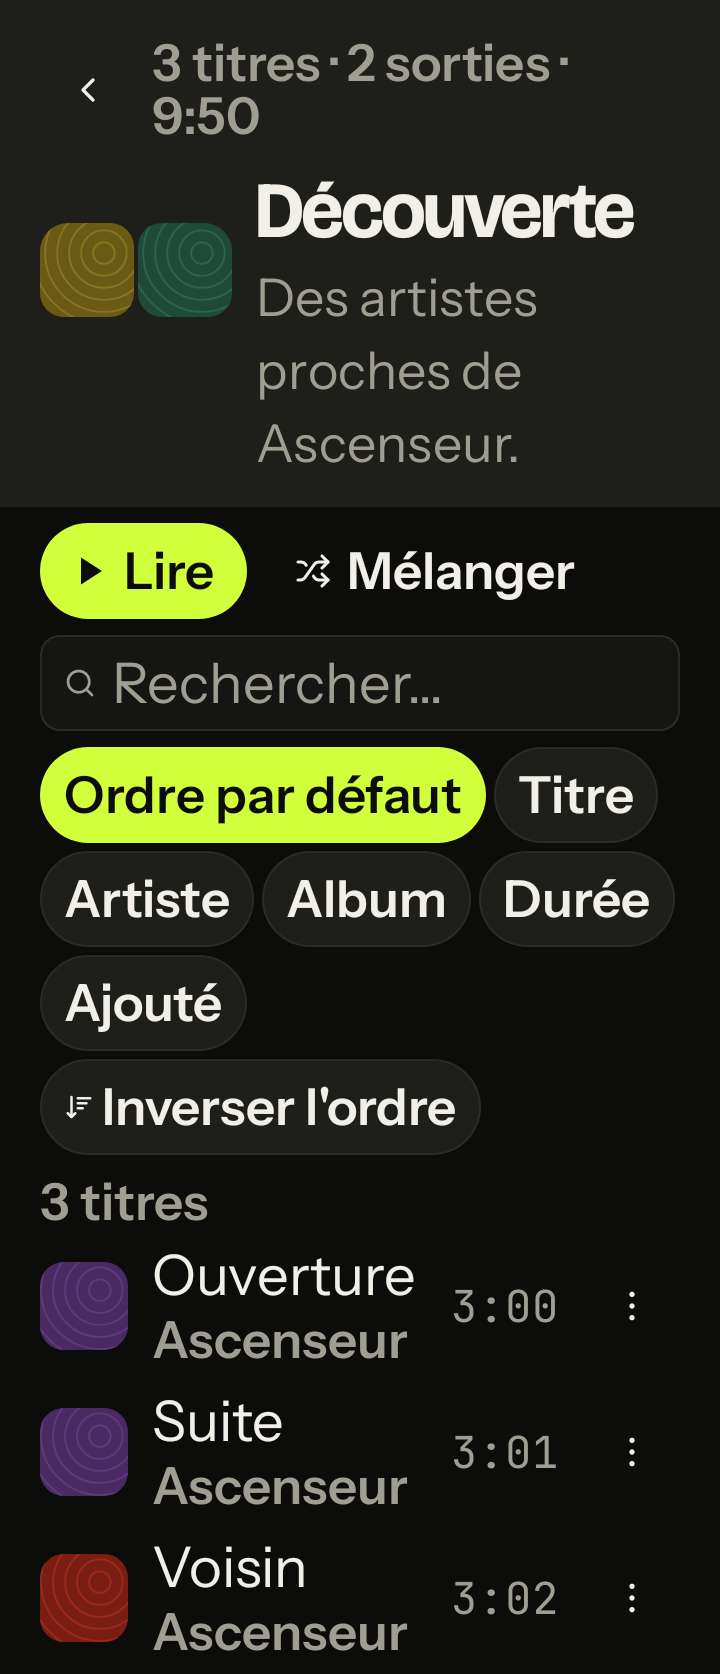 3 titres · 2 sorties ·
9:50
Découverte
Des artistes
proches de
Ascenseur.
Lire
Mélanger
Rechercher...
Ordre par défaut
Titre
Artiste
Album
Durée
Ajouté
Inverser l'ordre
3 titres
Ouverture
Ascenseur
3:00
Suite
Ascenseur
3:01
Voisin
Ascenseur
3:02